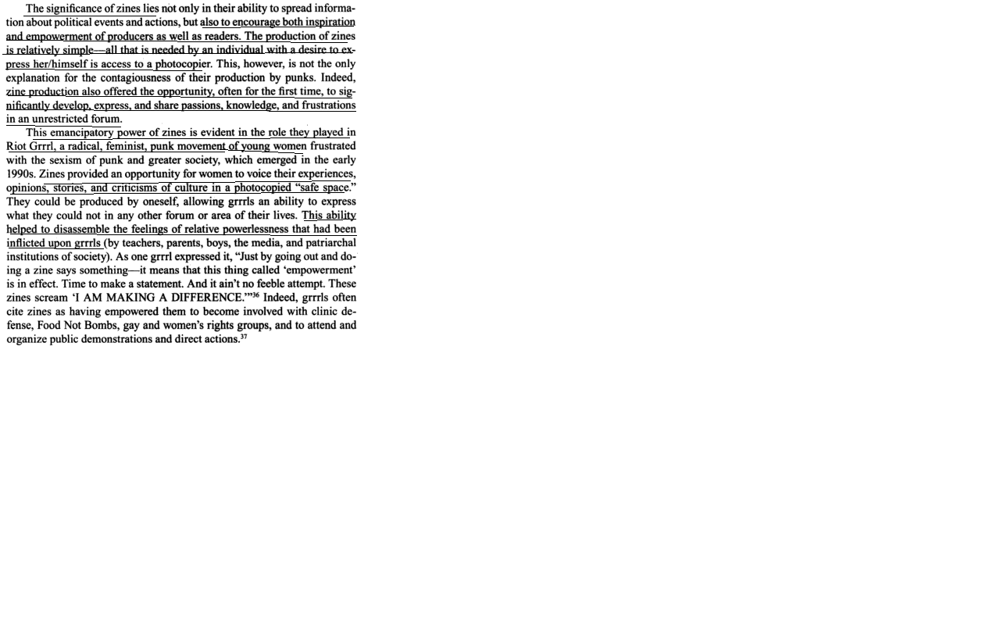 The significance of zines lies not only in their ability to spread informa-
tion about political events and actions, but also to encourage both inspiration
and empowerment of producers as well as readers. The production of zines
is relatively simple—all that is needed by an individual with a desire to ex-
press her/himself is access to a photocopier. This, however, is not the only
explanation for the contagiousness of their production by punks. Indeed,
zine production also offered the opportunity, often for the first time, to sig-
nificantly develop, express, and share passions, knowledge, and frustrations
in an unrestricted forum.
This emancipatory power of zines is evident in the role they played in
Riot Grrrl, a radical, feminist, punk movement of young women frustrated
with the sexism of punk and greater society, which emerged in the early
1990s. Zines provided an opportunity for women to voice their experiences,
opinions, stories, and criticisms of culture in a photocopied “safe space.”
They could be produced by oneself, allowing grrrls an ability to express
what they could not in any other forum or area of their lives. This ability
helped to disassemble the feelings of relative powerlessness that had been
inflicted upon grrrls (by teachers, parents, boys, the media, and patriarchal
institutions of society). As one grrrl expressed it, “Just by going out and do-
ing a zine says something—it means that this thing called ‘empowerment’
is in effect. Time to make a statement. And it ain’t no feeble attempt. These
zines scream ‘I AM MAKING A DIFFERENCE.’”36 Indeed, grrrls often
cite zines as having empowered them to become involved with clinic de-
fense, Food Not Bombs, gay and women’s rights groups, and to attend and
organize public demonstrations and direct actions.37